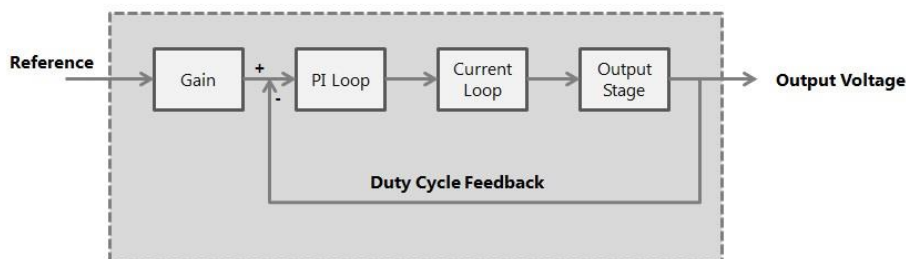 Reference
Gain
+
-
PI Loop
Current
Loop
Output
Stage
Output Voltage
Duty Cycle Feedback